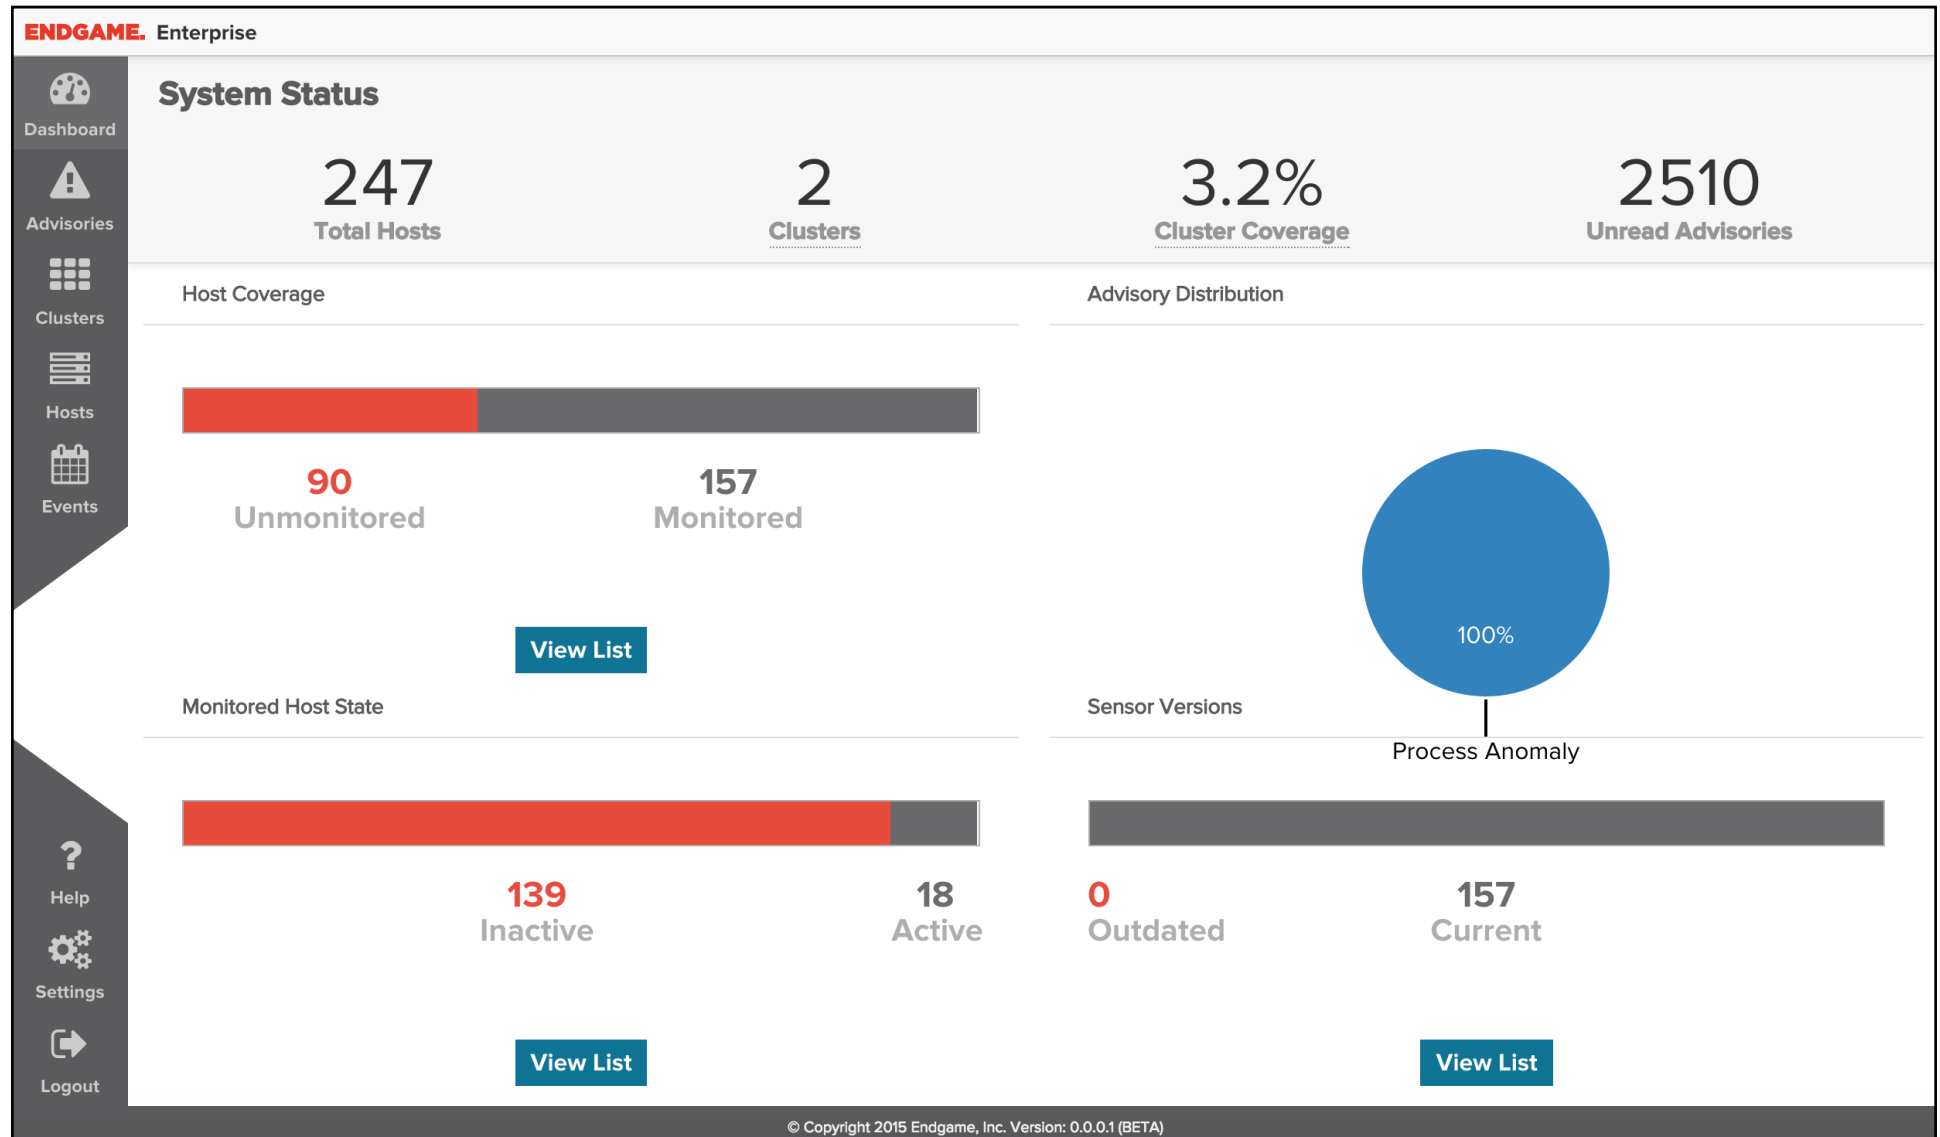 ENDGAME. Enterprise
Dashboard
Advisories
Clusters
Hosts
Events
Help
Settings
Logout
System Status
247
Total Hosts
2
Clusters
3.2%
Cluster Coverage
2510
Unread Advisories
Host Coverage
90
Unmonitored
157
Monitored
View List
Advisory Distribution
100%
Process Anomaly
Monitored Host State
139
Inactive
18
Active
View List
Sensor Versions
0
Outdated
157
Current
View List
© Copyright 2015 Endgame, Inc. Version: 0.0.0.1 (BETA)